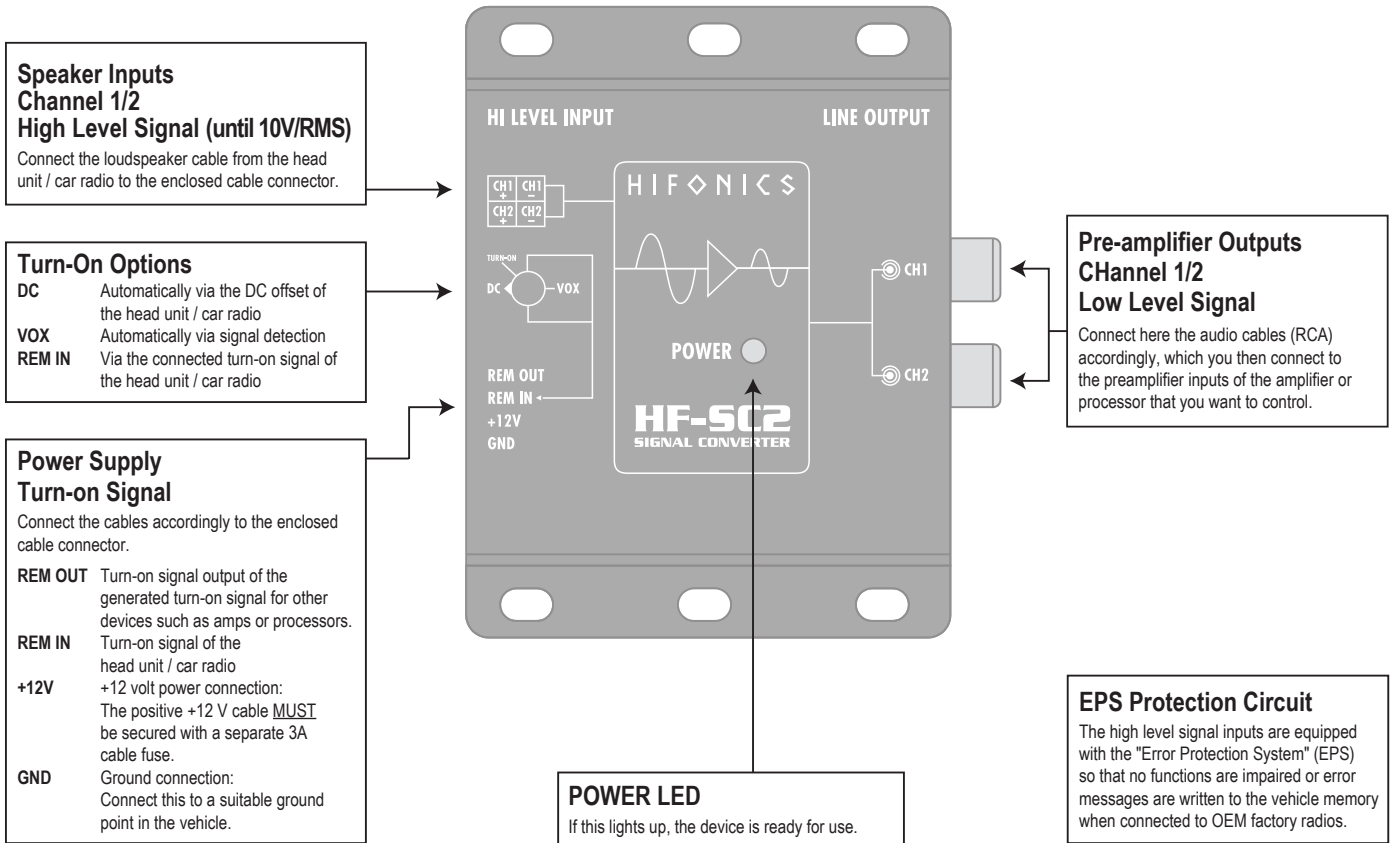 Speaker Inputs
Channel 1/2
High Level Signal (until 10V/RMS)
Connect the loudspeaker cable from the head
unit / car radio to the enclosed cable connector.
Turn-On Options
DC Automatically via the DC offset of
the head unit / car radio
VOX Automatically via signal detection
REM IN Via the connected turn-on signal of
the head unit / car radio
Power Supply
Turn-on Signal
Connect the cables accordingly to the enclosed
cable connector.
REM OUT Turn-on signal output of the
generated turn-on signal for other
devices such as amps or processors.
REM IN Turn-on signal of the
head unit / car radio
+12V +12 volt power connection:
The positive +12 V cable MUST
be secured with a separate 3A
cable fuse.
GND Ground connection:
Connect this to a suitable ground
point in the vehicle.
HI LEVEL INPUT
LINE OUTPUT
CH1 CH1
+ −
CH2 CH2
+ −
HIFONICS
TURN-ON
DC VOX
CH1
POWER
CH2
REM OUT
REM IN
+12V
GND
HF-SC2
SIGNAL CONVERTER
POWER LED
If this lights up, the device is ready for use.
Pre-amplifier Outputs
CHannel 1/2
Low Level Signal
Connect here the audio cables (RCA)
accordingly, which you then connect to
the preamplifier inputs of the amplifier or
processor that you want to control.
EPS Protection Circuit
The high level signal inputs are equipped
with the "Error Protection System" (EPS)
so that no functions are impaired or error
messages are written to the vehicle memory
when connected to OEM factory radios.